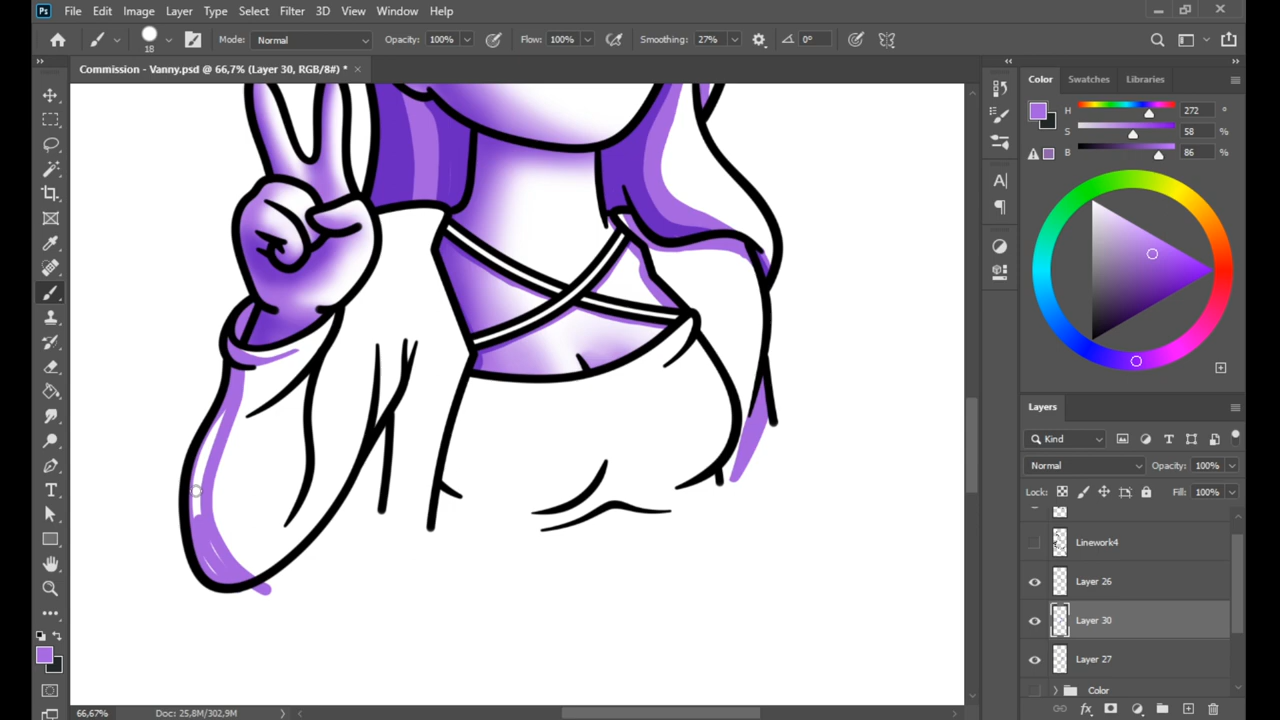 Ps File Edit Image Layer Type Select Filter 3D View Window Help
18 Mode: Normal Opacity: 100% Flow: 100% Smoothing: 27% 0°
Commission - Vanny.psd @ 66,7% (Layer 30, RGB/8#) * ×
Color Swatches Libraries
H 272 °
S 58 %
B 86 %
Layers
Kind
Normal Opacity: 100%
Lock: Fill: 100%
Linework4
Layer 26
Layer 30
Layer 27
Color
66,67% Doc: 25,8M/302,9M